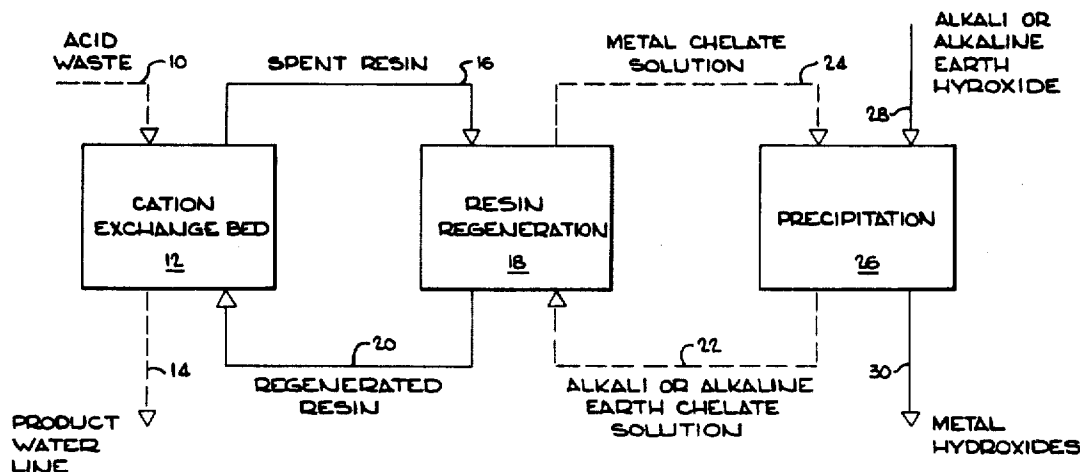 ACID
WASTE
10
SPENT RESIN
16
METAL CHELATE
SOLUTION
24
ALKALI OR
ALKALINE
EARTH
HYROXIDE
28
CATION
EXCHANGE BED
12
RESIN
REGENERATION
18
PRECIPITATION
26
14
PRODUCT
WATER
LINE
20
REGENERATED
RESIN
22
ALKALI OR ALKALINE
EARTH CHELATE
SOLUTION
30
METAL
HYDROXIDES